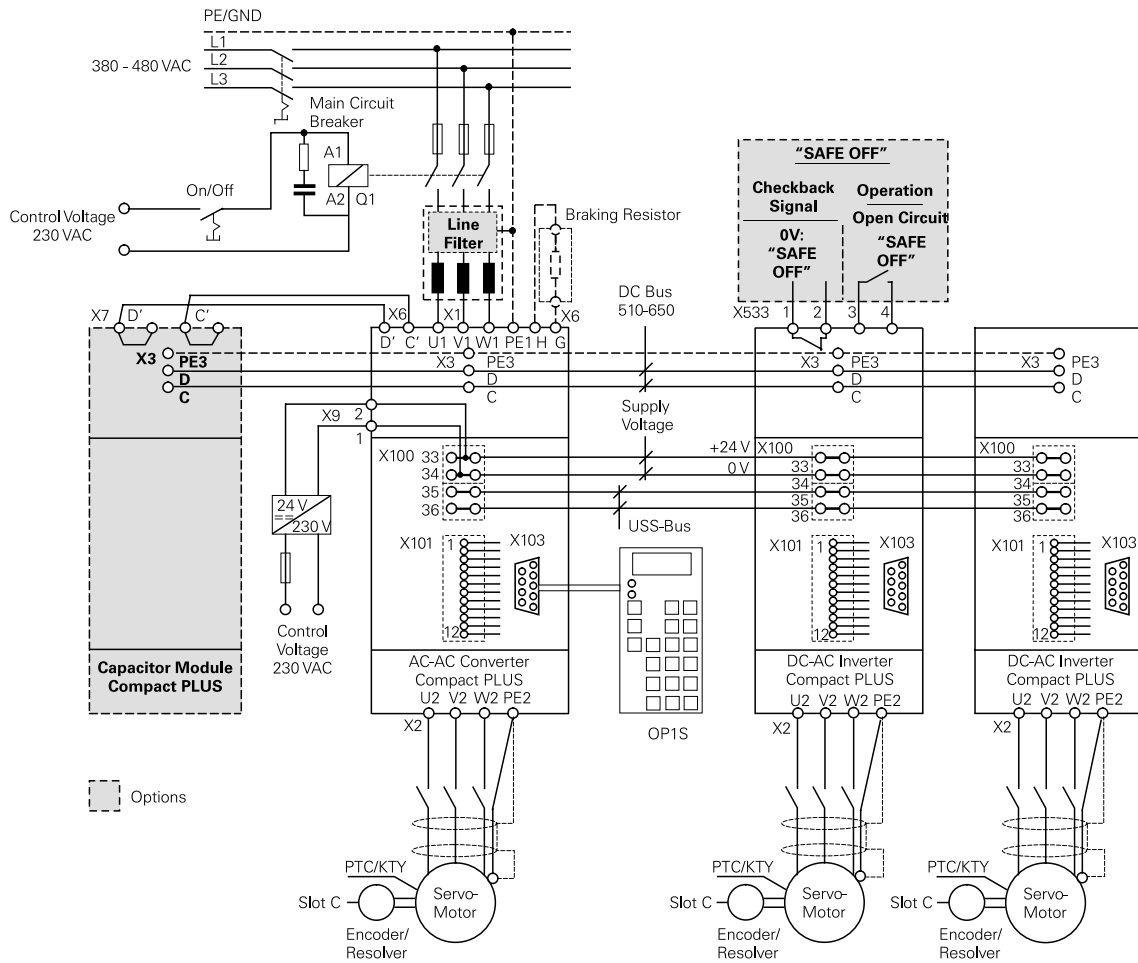 PE/GND
L1
L2
L3
380 - 480 VAC
Main Circuit
Breaker
A1
A2 Q1
On/Off
Control Voltage
230 VAC
Line
Filter
Braking Resistor
"SAFE OFF"
Checkback
Signal
0V:
"SAFE
OFF"
Operation
Open Circuit
"SAFE
OFF"
DC Bus
510-650
X533 1 2 3 4
X7 D' C'
X6 X1 X6
D' C' U1 V1 W1 PE1 H G
X3 PE3
D
C
X3 PE3
D
C
X3 PE3
D
C
X3 PE3
D
C
X9 2
1
Supply
Voltage
+24 V
0 V
X100 33
34
35
36
X100
33
34
35
36
X100
33
34
35
36
24 V
230 V
USS-Bus
X101 1 X103
12
X101 1 X103
12
X101 1 X103
12
Control
Voltage
230 VAC
Capacitor Module
Compact PLUS
AC-AC Converter
Compact PLUS
U2 V2 W2 PE2
X2
OP1S
DC-AC Inverter
Compact PLUS
U2 V2 W2 PE2
X2
DC-AC Inverter
Compact PLUS
U2 V2 W2 PE2
X2
Options
PTC/KTY
Slot C
Servo-
Motor
Encoder/
Resolver
PTC/KTY
Slot C
Servo-
Motor
Encoder/
Resolver
PTC/KTY
Slot C
Servo-
Motor
Encoder/
Resolver